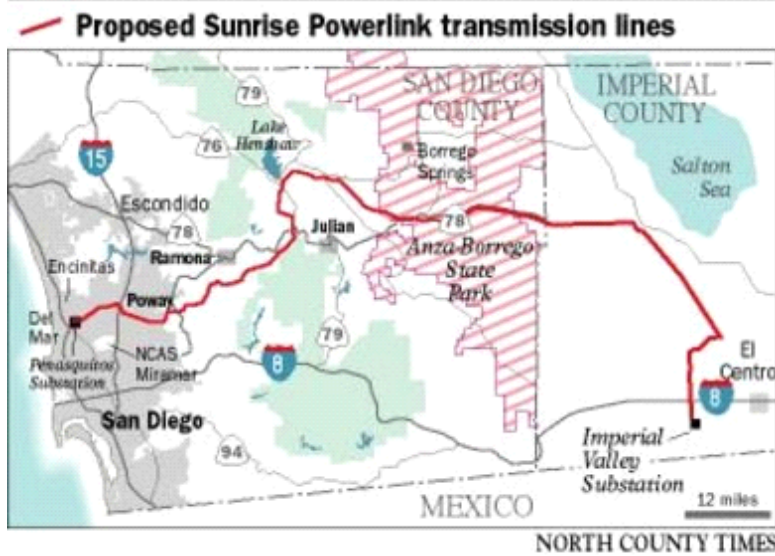 Proposed Sunrise Powerlink transmission lines
SAN DIEGO
COUNTY
IMPERIAL
COUNTY
79
76
Lake
Henshaw
15
Borrego
Springs
Salton
Sea
Escondido
78
Julian
78
Ramona
Anza-Borrego
State
Park
Encinitas
Poway
Del
Mar
79
Penasquitos
Substation
NCAS
Miramar
8
El
Centro
8
San Diego
94
Imperial
Valley
Substation
MEXICO
12 miles
NORTH COUNTY TIMES